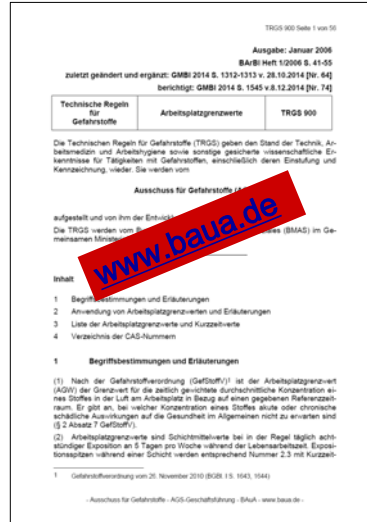 TRGS 900 Seite 1 von 56
Ausgabe: Januar 2006
BArBl Heft 1/2006 S. 41-55
zuletzt geändert und ergänzt: GMBl 2014 S. 1312-1313 v. 28.10.2014 [Nr. 64]
berichtigt: GMBl 2014 S. 1545 v.8.12.2014 [Nr. 74]
Technische Regeln
für
Gefahrstoffe
Arbeitsplatzgrenzwerte
TRGS 900
Die Technischen Regeln für Gefahrstoffe (TRGS) geben den Stand der Technik, Ar-
beitsmedizin und Arbeitshygiene sowie sonstige gesicherte wissenschaftliche Er-
kenntnisse für Tätigkeiten mit Gefahrstoffen, einschließlich deren Einstufung und
Kennzeichnung, wieder. Sie werden vom
Ausschuss für Gefahrstoffe
aufgestellt und von ihm der
Die TRGS werden vom (BMAS) im Ge-
meinsamen
www.baua.de
Inhalt
1 Begriffsbestimmungen und Erläuterungen
2 Anwendung von Arbeitsplatzgrenzwerten und Erläuterungen
3 Liste der Arbeitsplatzgrenzwerte und Kurzzeitwerte
4 Verzeichnis der CAS-Nummern
1 Begriffsbestimmungen und Erläuterungen
(1) Nach der Gefahrstoffverordnung (GefStoffV)1 ist der Arbeitsplatzgrenzwert
(AGW) der Grenzwert für die zeitlich gewichtete durchschnittliche Konzentration ei-
nes Stoffes in der Luft am Arbeitsplatz in Bezug auf einen gegebenen Referenzzeit-
raum. Er gibt an, bei welcher Konzentration eines Stoffes akute oder chronische
schädliche Auswirkungen auf die Gesundheit im Allgemeinen nicht zu erwarten sind
(§ 2 Absatz 7 GefStoffV).
(2) Arbeitsplatzgrenzwerte sind Schichtmittelwerte bei in der Regel täglich acht-
stündiger Exposition an 5 Tagen pro Woche während der Lebensarbeitszeit. Exposi-
tionsspitzen während einer Schicht werden entsprechend Nummer 2.3 mit Kurzzeit-
1 Gefahrstoffverordnung vom 26. November 2010 (BGBl. I S. 1643, 1644)
- Ausschuss für Gefahrstoffe - AGS-Geschäftsführung - BAuA - www.baua.de -